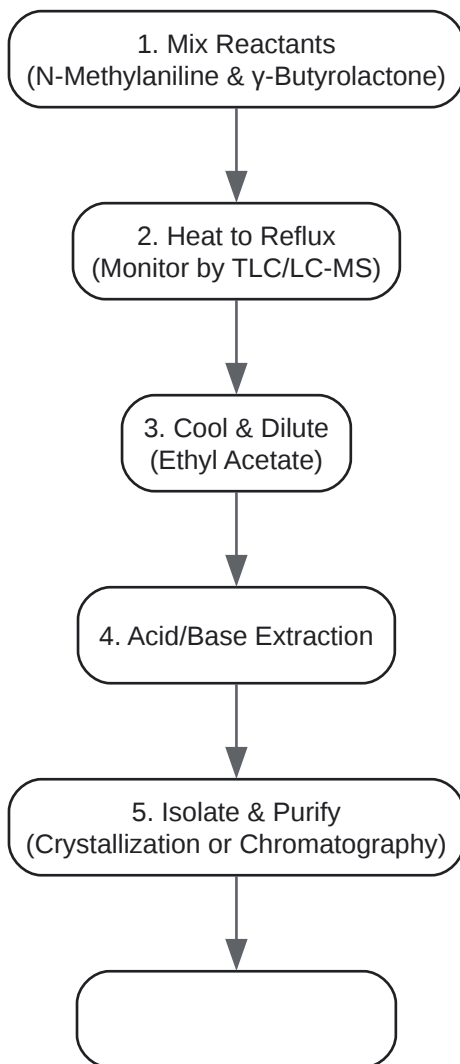 1. Mix Reactants
(N-Methylaniline & γ-Butyrolactone)
2. Heat to Reflux
(Monitor by TLC/LC-MS)
3. Cool & Dilute
(Ethyl Acetate)
4. Acid/Base Extraction
5. Isolate & Purify
(Crystallization or Chromatography)